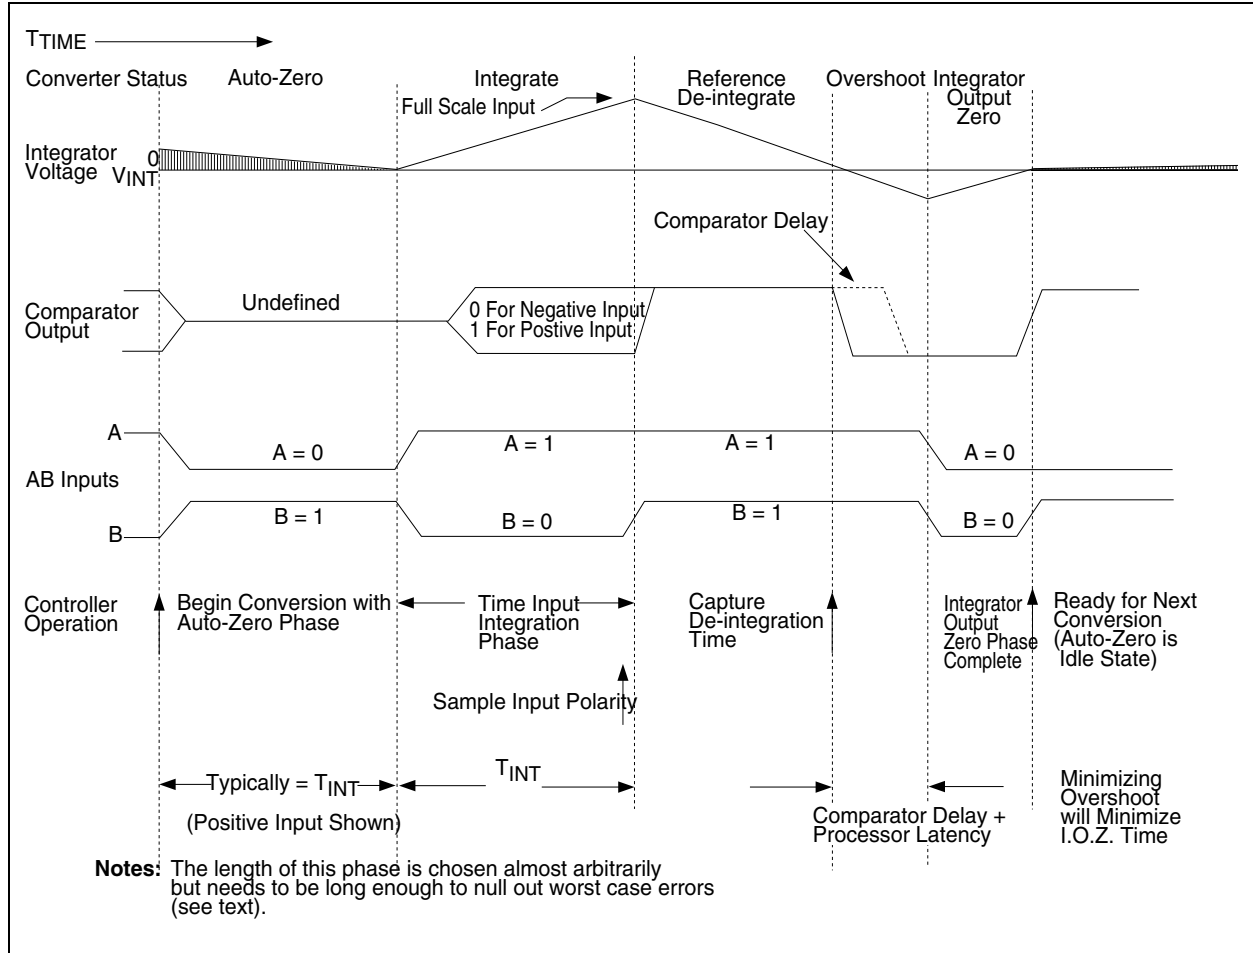 TTIME
Converter Status
Auto-Zero
Integrate
Reference
De-integrate
Overshoot
Integrator
Output
Zero
Full Scale Input
Integrator
Voltage
0
VINT
Comparator Delay
Comparator
Output
Undefined
0 For Negative Input
1 For Postive Input
A
A = 0
A = 1
A = 1
A = 0
AB Inputs
B
B = 1
B = 0
B = 1
B = 0
Controller
Operation
Begin Conversion with
Auto-Zero Phase
Time Input
Integration
Phase
Capture
De-integration
Time
Integrator
Output
Zero Phase
Complete
Ready for Next
Conversion
(Auto-Zero is
Idle State)
Sample Input Polarity
Typically = TINT
TINT
(Positive Input Shown)
Comparator Delay +
Processor Latency
Minimizing
Overshoot
will Minimize
I.O.Z. Time
Notes: The length of this phase is chosen almost arbitrarily
but needs to be long enough to null out worst case errors
(see text).